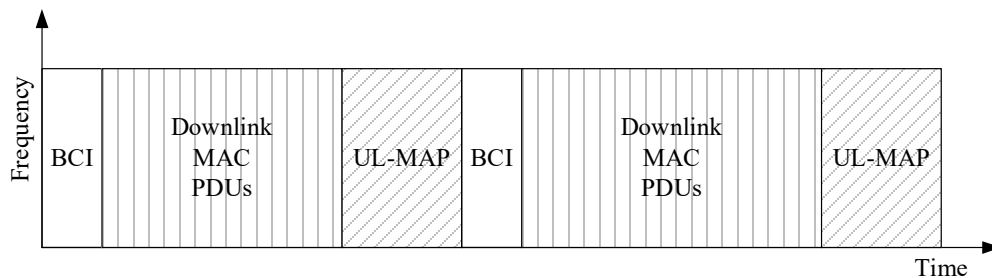 Frequency
BCI
Downlink
MAC
PDUs
UL-MAP
BCI
Downlink
MAC
PDUs
UL-MAP
Time